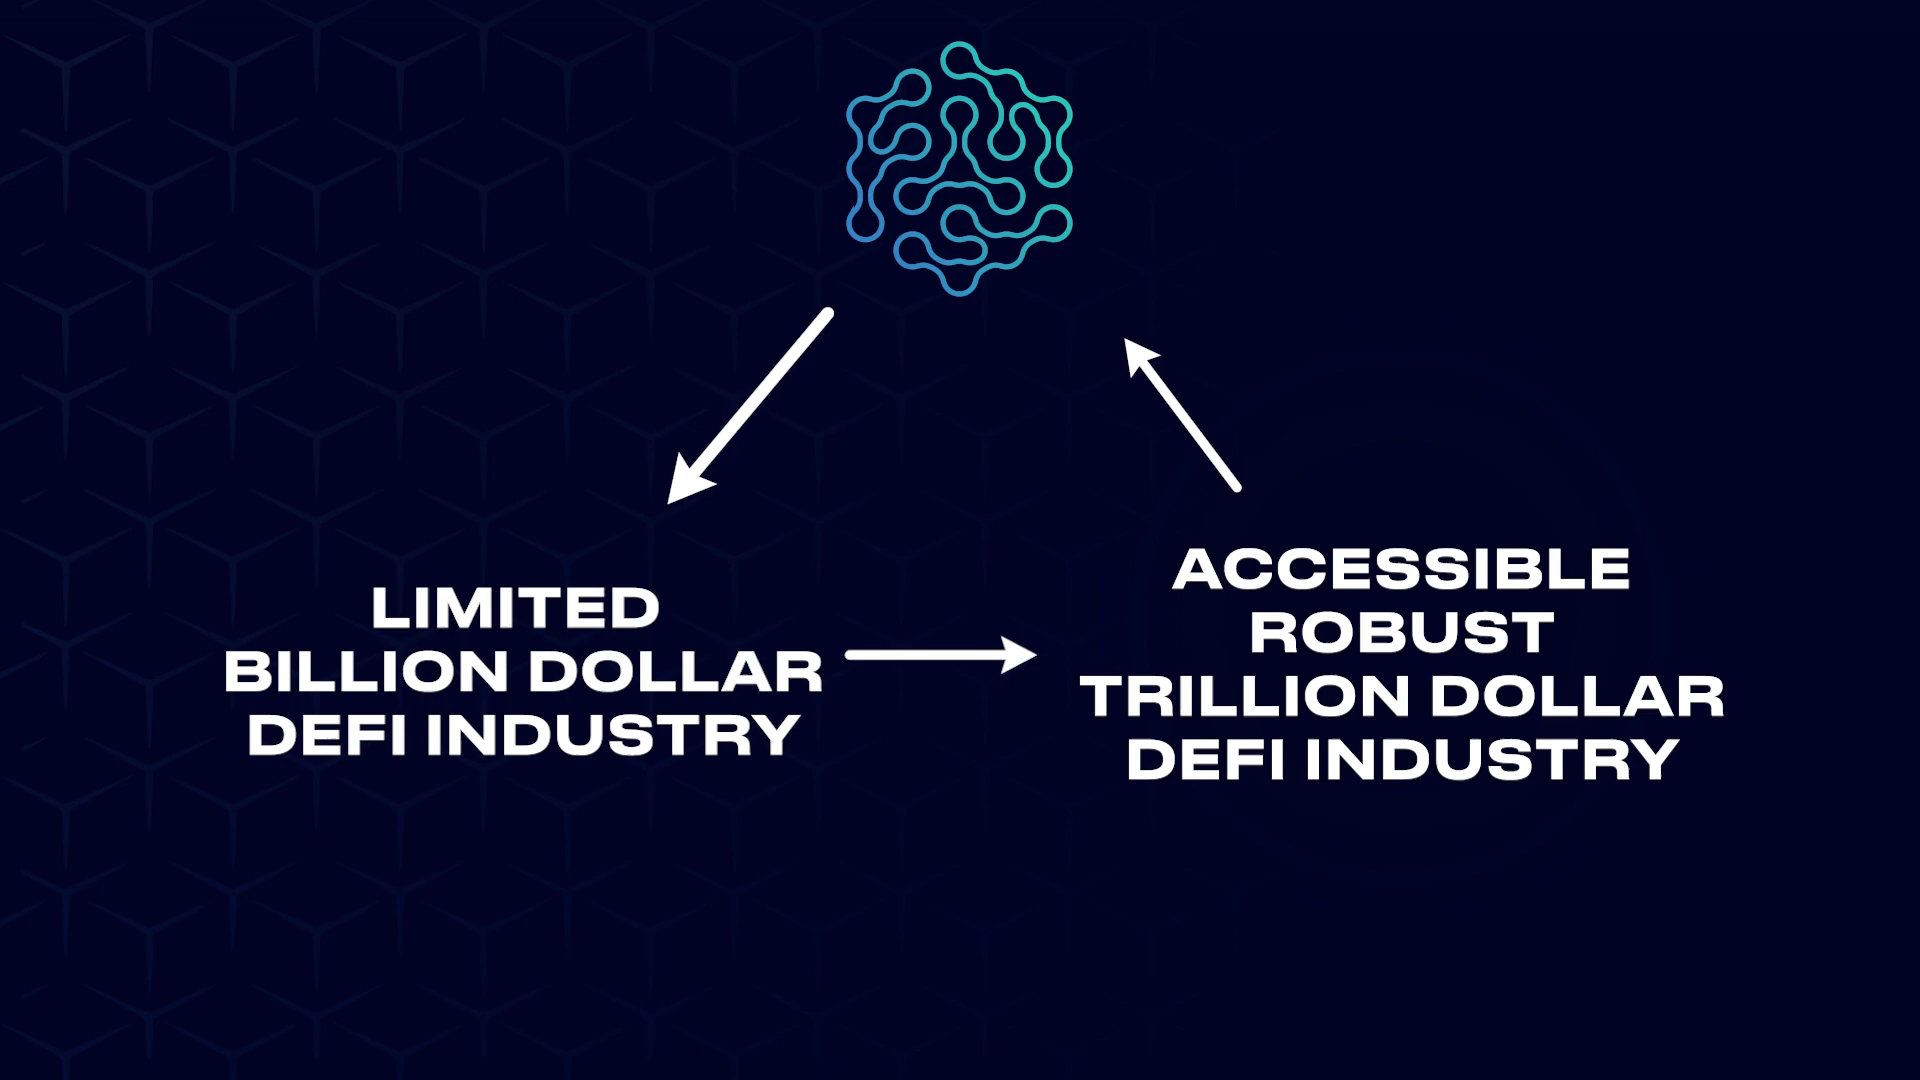 LIMITED
BILLION DOLLAR
DEFI INDUSTRY
ACCESSIBLE
ROBUST
TRILLION DOLLAR
DEFI INDUSTRY